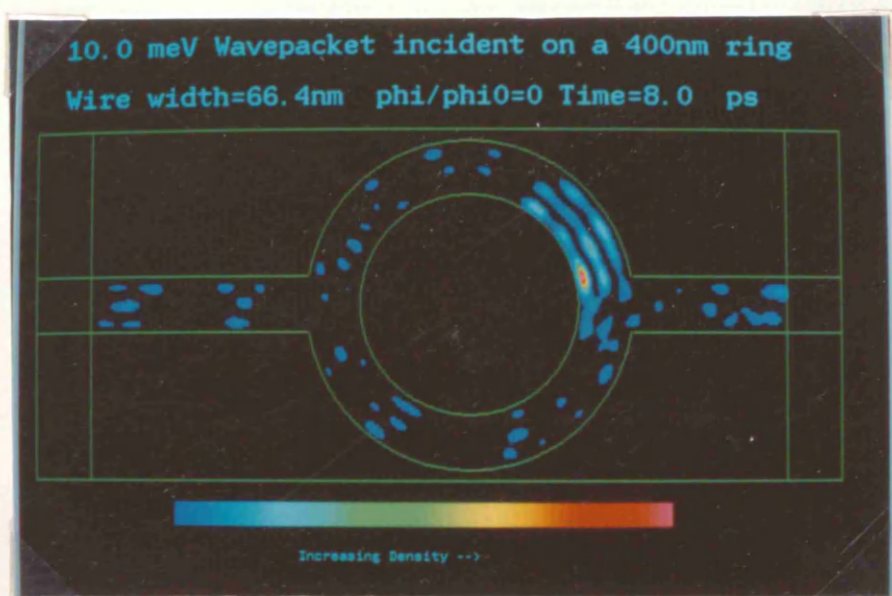 10.0 meV Wavepacket incident on a 400nm ring
Wire width=66.4nm phi/phi0=0 Time=8.0 ps
Increasing Density -->